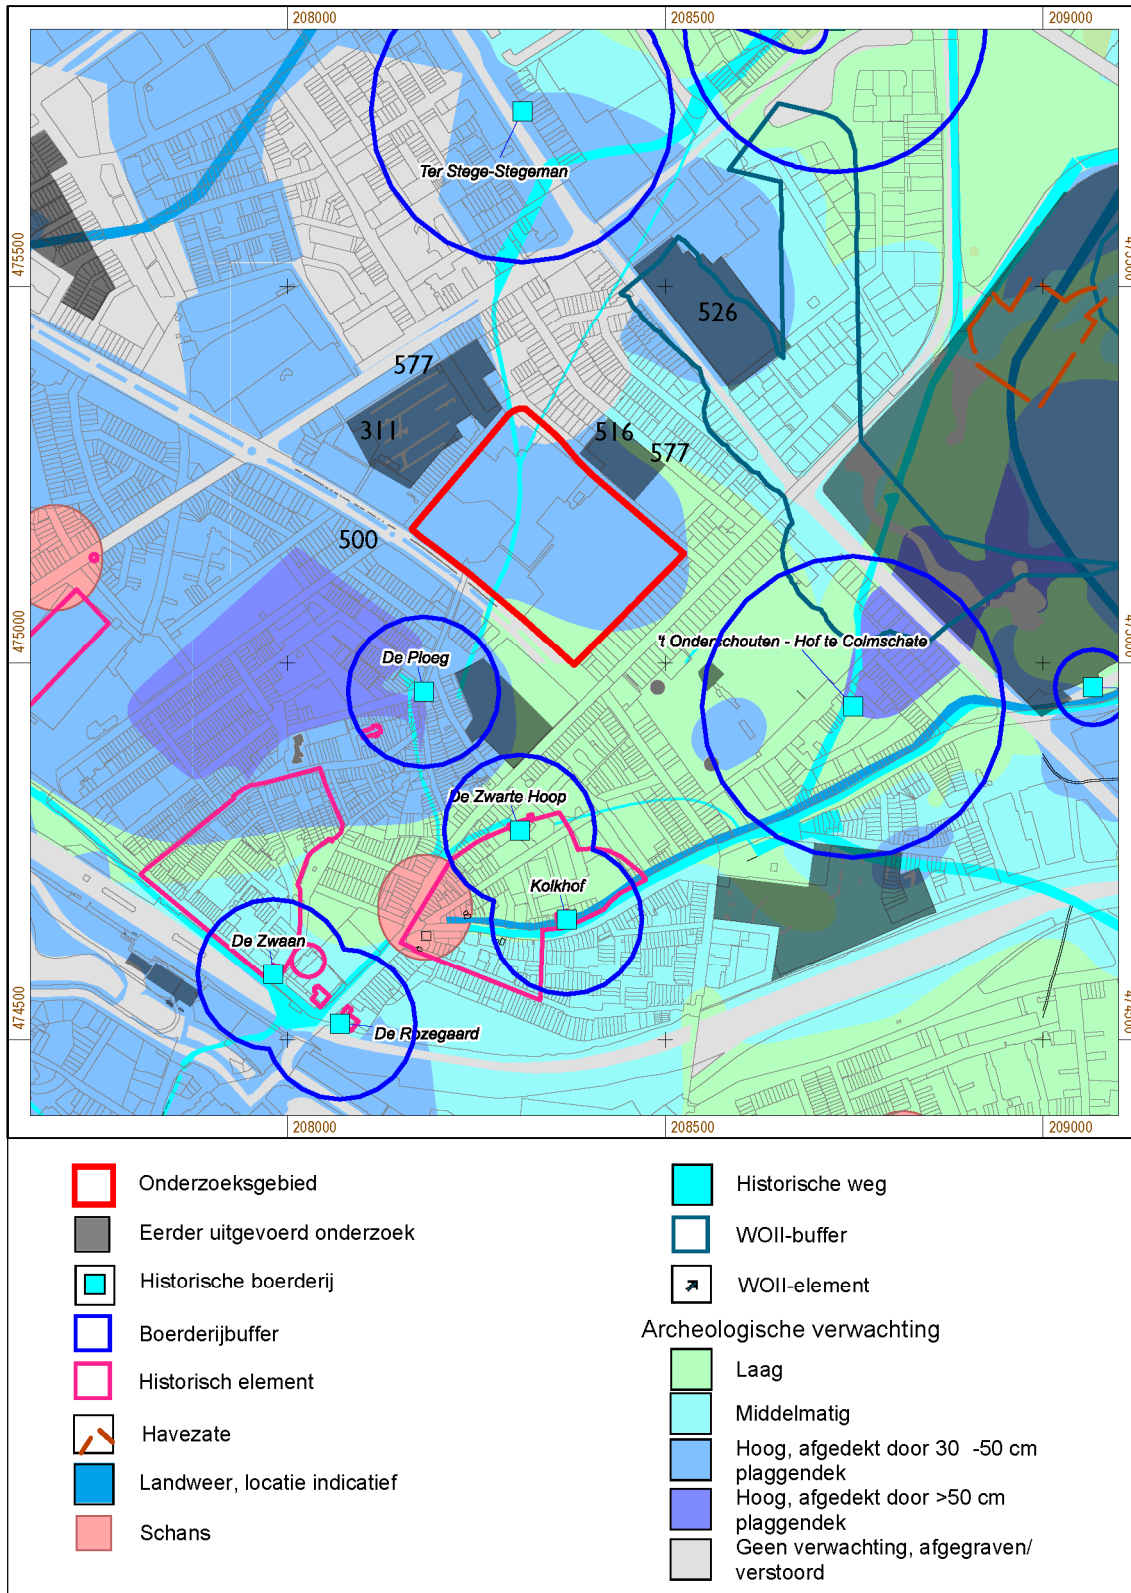 208000
208500
209000
475500
475500
475000
475000
474500
474500
Ter Stege-Stegeman
526
577
311
516
577
500
't Onderschouten - Hof te Colmschate
De Ploeg
De Zwarte Hoop
Kolkhof
De Zwaan
De Rozegaard
208000
208500
209000
Onderzoeksgebied
Eerder uitgevoerd onderzoek
Historische boerderij
Boerderijbuffer
Historisch element
Havezate
Landweer, locatie indicatief
Schans
Historische weg
WOII-buffer
WOII-element
Archeologische verwachting
Laag
Middelmatig
Hoog, afgedekt door 30 -50 cm
plaggendek
Hoog, afgedekt door >50 cm
plaggendek
Geen verwachting, afgegraven/
verstoord